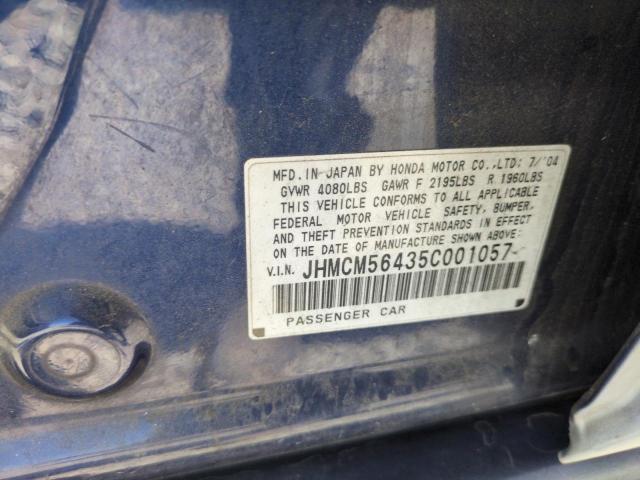 MFD. IN JAPAN BY HONDA MOTOR CO., LTD: 7/'04
GVWR 4080LBS GAWR F 2195LBS R 1960LBS
THIS VEHICLE CONFORMS TO ALL APPLICABLE
FEDERAL MOTOR VEHICLE SAFETY, BUMPER,
AND THEFT PREVENTION STANDARDS IN EFFECT
ON THE DATE OF MANUFACTURE SHOWN ABOVE:
V.I.N. JHMCM56435C001057
PASSENGER CAR